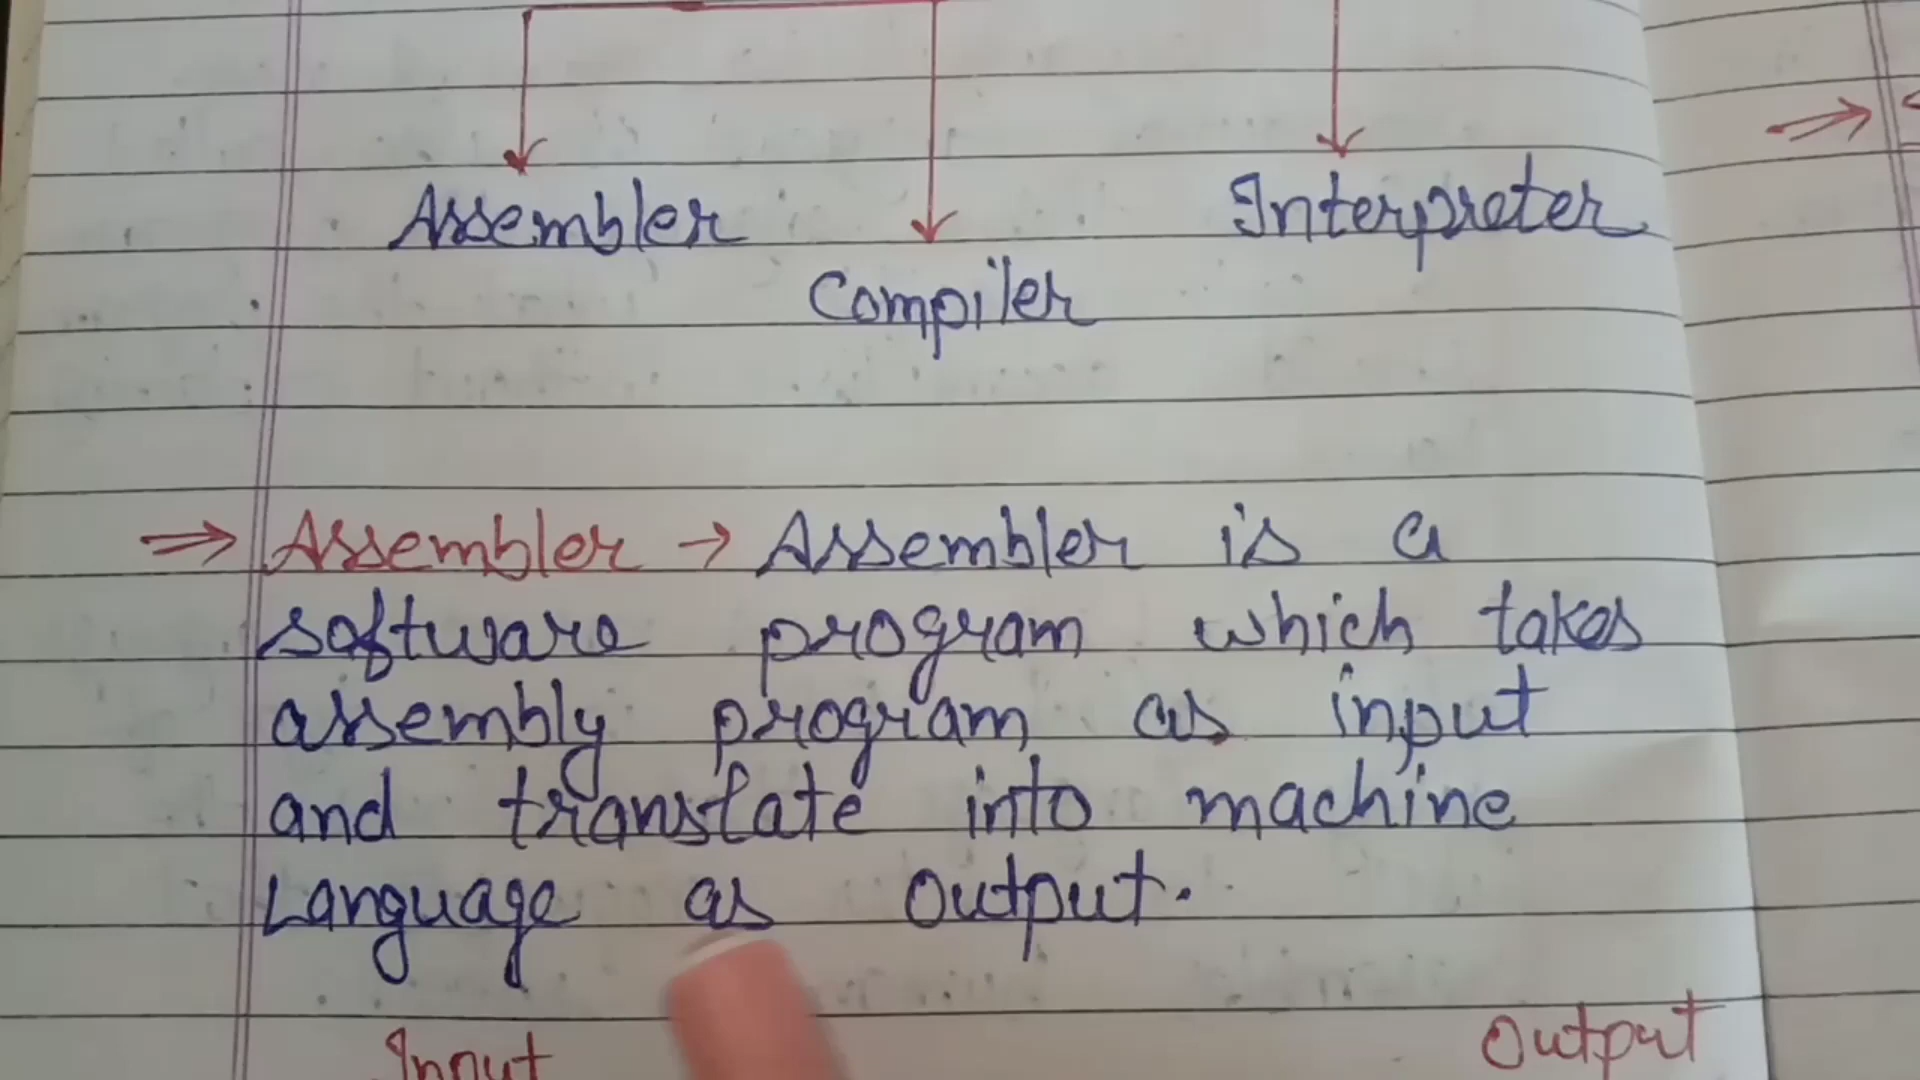 Assembler
Interpreter
Compiler
⇒ Assembler → Assembler is a
software program which takes
assembly program as input
and translate into machine
Language as output.
Input
Output